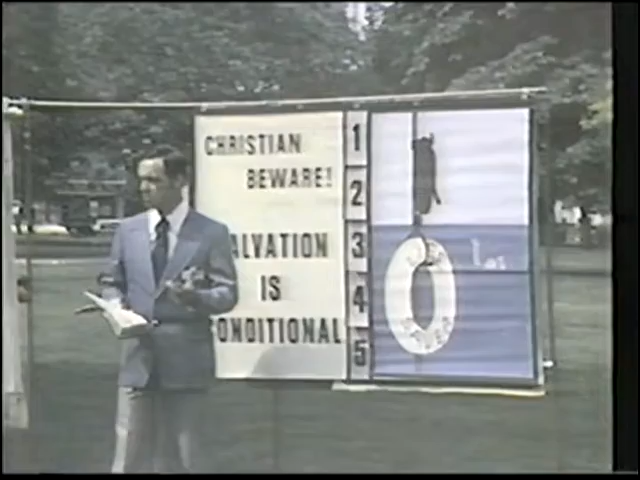 CHRISTIAN
BEWARE!
ALVATION
IS
ONDITIONAL
1
2
3
4
5